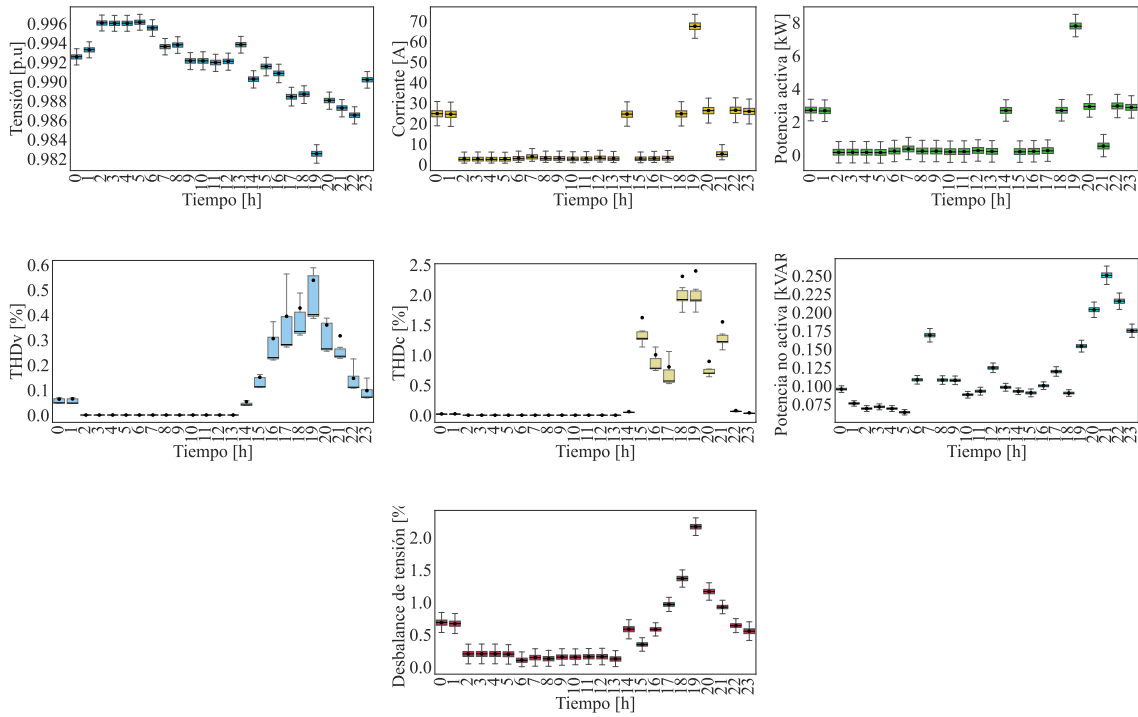 Tensión [p.u]
0.996
0.994
0.992
0.990
0.988
0.986
0.984
0.982
0 1 2 3 4 5 6 7 8 9 10 11 12 13 14 15 16 17 18 19 20 21 22 23
Tiempo [h]
Corriente [A]
70
60
50
40
30
20
10
0
0 1 2 3 4 5 6 7 8 9 10 11 12 13 14 15 16 17 18 19 20 21 22 23
Tiempo [h]
Potencia activa [kW]
8
6
4
2
0
0 1 2 3 4 5 6 7 8 9 10 11 12 13 14 15 16 17 18 19 20 21 22 23
Tiempo [h]
THDv [%]
0.6
0.5
0.4
0.3
0.2
0.1
0.0
0 1 2 3 4 5 6 7 8 9 10 11 12 13 14 15 16 17 18 19 20 21 22 23
Tiempo [h]
THDc [%]
2.5
2.0
1.5
1.0
0.5
0.0
0 1 2 3 4 5 6 7 8 9 10 11 12 13 14 15 16 17 18 19 20 21 22 23
Tiempo [h]
Potencia no activa [kVAR
0.250
0.225
0.200
0.175
0.150
0.125
0.100
0.075
0 1 2 3 4 5 6 7 8 9 10 11 12 13 14 15 16 17 18 19 20 21 22 23
Tiempo [h]
Desbalance de tensión [%
2.0
1.5
1.0
0.5
0.0
0 1 2 3 4 5 6 7 8 9 10 11 12 13 14 15 16 17 18 19 20 21 22 23
Tiempo [h]